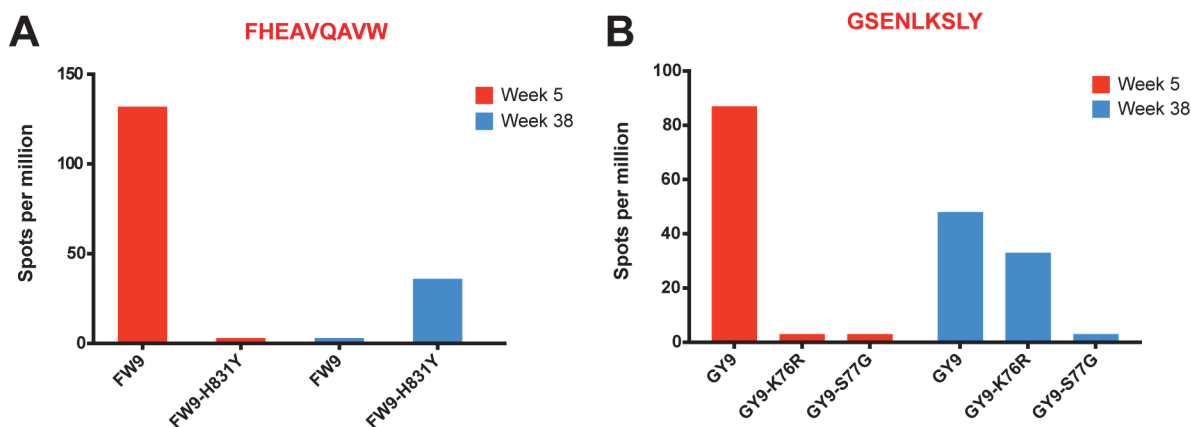 A
FHEAVQAVW
Week 5
Week 38
Spots per million
150
100
50
0
FW9
FW9-H831Y
FW9
FW9-H831Y
B
GSENLKSLY
Week 5
Week 38
Spots per million
100
80
60
40
20
0
GY9
GY9-K76R
GY9-S77G
GY9
GY9-K76R
GY9-S77G